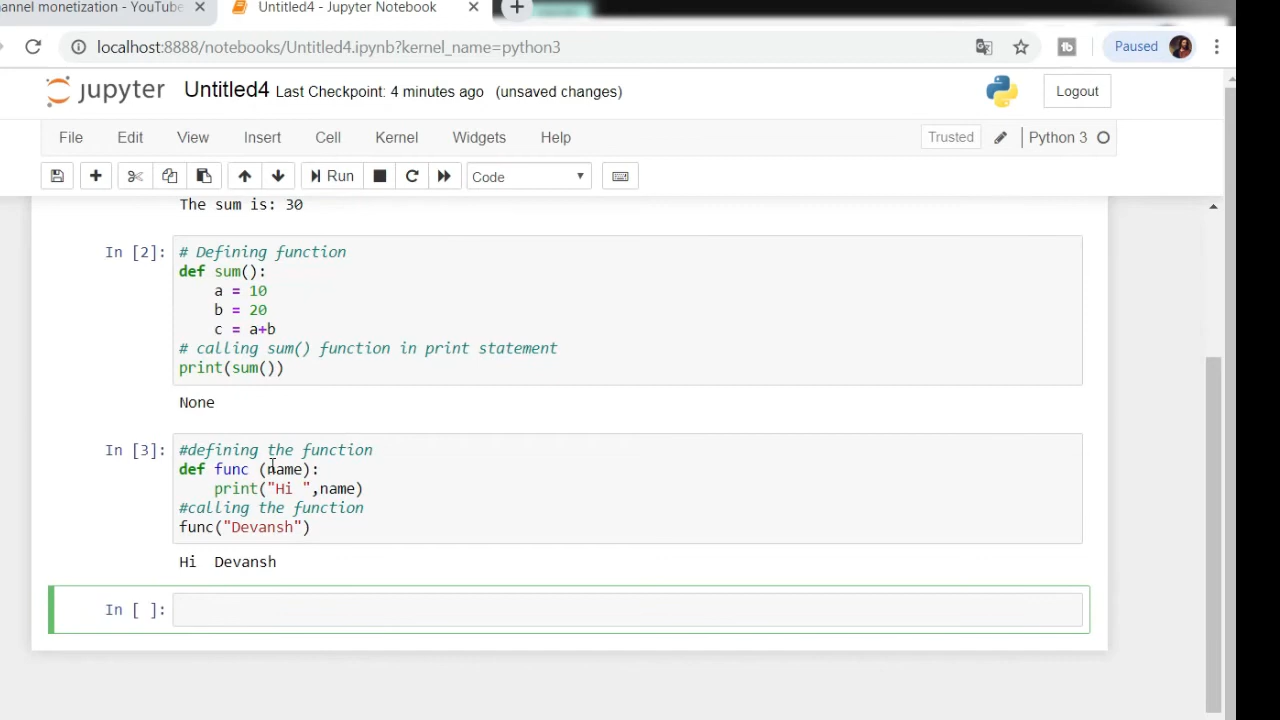 hannel monetization - YouTube
Untitled4 - Jupyter Notebook
localhost:8888/notebooks/Untitled4.ipynb?kernel_name=python3
Paused
jupyter Untitled4 Last Checkpoint: 4 minutes ago (unsaved changes)
Logout
File Edit View Insert Cell Kernel Widgets Help
Trusted Python 3
Run Code
The sum is: 30
In [2]: # Defining function
def sum():
    a = 10
    b = 20
    c = a+b
# calling sum() function in print statement
print(sum())
None
In [3]: #defining the function
def func (name):
    print("Hi ",name)
#calling the function
func("Devansh")
Hi  Devansh
In [ ]: